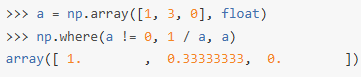 >>> a = np.array([1, 3, 0], float)
>>> np.where(a != 0, 1 / a, a)
array([ 1.        ,  0.33333333,  0.        ])